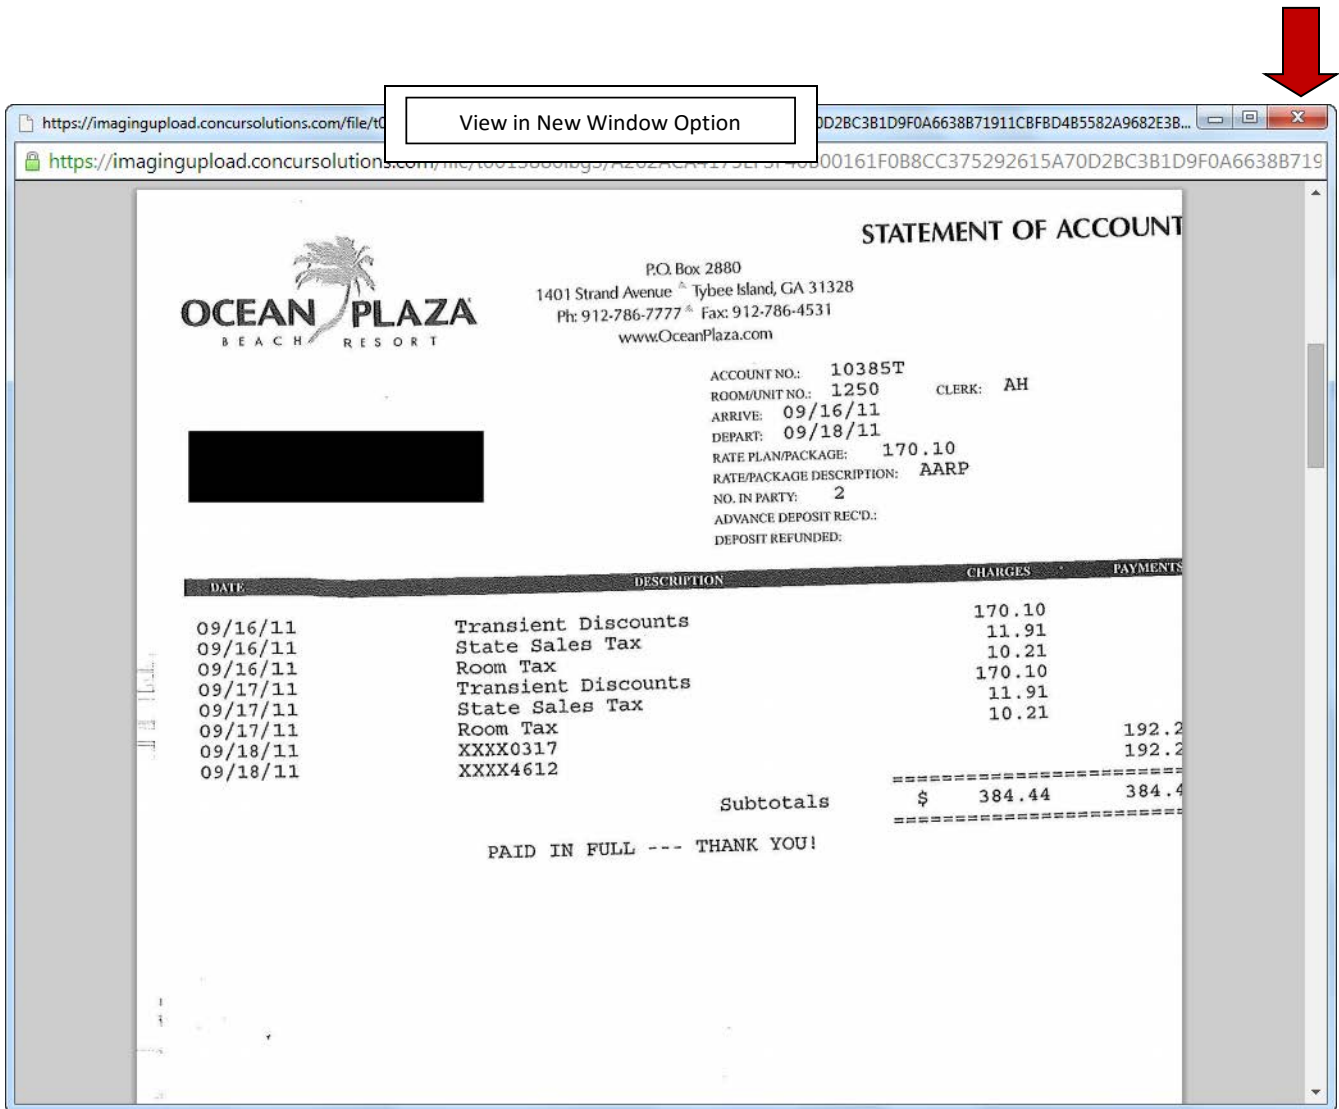 View in New Window Option
https://imagingupload.concursolutions.com/file/t0 0D2BC3B1D9F0A6638B71911CBFBD4B5582A9682E3B...
https://imagingupload.concursolutions.com 00161F0B8CC375292615A70D2BC3B1D9F0A6638B719
STATEMENT OF ACCOUNT
OCEAN PLAZA
BEACH RESORT
P.O. Box 2880
1401 Strand Avenue Tybee Island, GA 31328
Ph: 912-786-7777 Fax: 912-786-4531
www.OceanPlaza.com
ACCOUNT NO.: 10385T
ROOM/UNIT NO.: 1250 CLERK: AH
ARRIVE: 09/16/11
DEPART: 09/18/11
RATE PLAN/PACKAGE: 170.10
RATE/PACKAGE DESCRIPTION: AARP
NO. IN PARTY: 2
ADVANCE DEPOSIT REC'D.:
DEPOSIT REFUNDED:
DATE DESCRIPTION CHARGES PAYMENTS
09/16/11 Transient Discounts 170.10
09/16/11 State Sales Tax 11.91
09/16/11 Room Tax 10.21
09/17/11 Transient Discounts 170.10
09/17/11 State Sales Tax 11.91
09/17/11 Room Tax 10.21
09/18/11 XXXX0317 192.2
09/18/11 XXXX4612 192.2
Subtotals $ 384.44 384.4
PAID IN FULL --- THANK YOU!